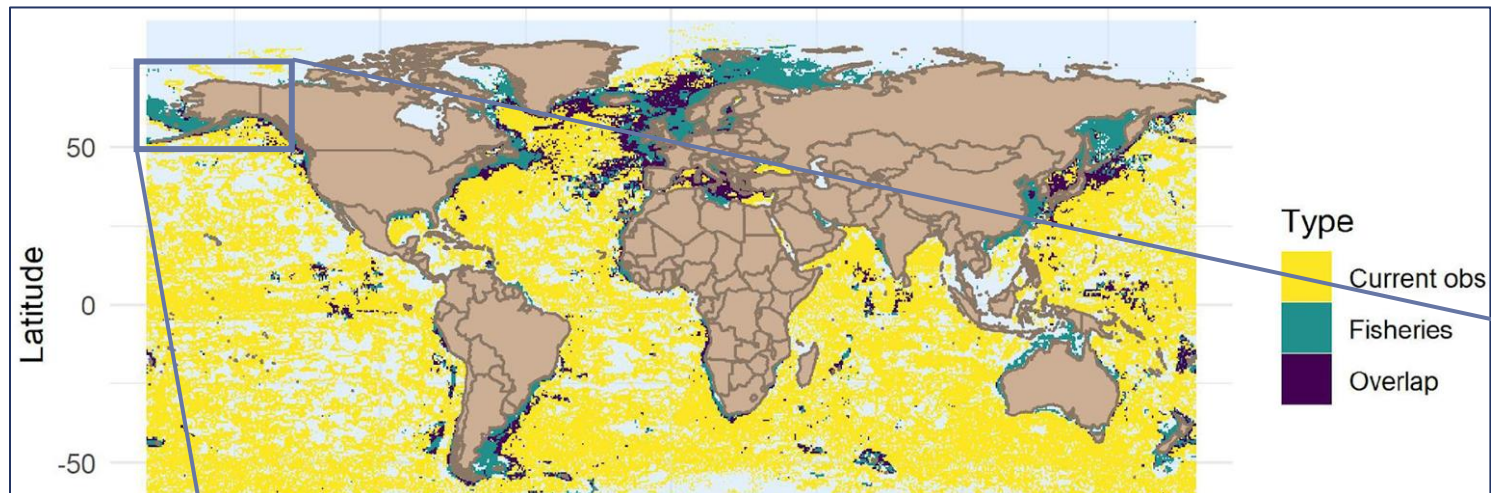 50
0
-50
Latitude
Type
Current obs
Fisheries
Overlap